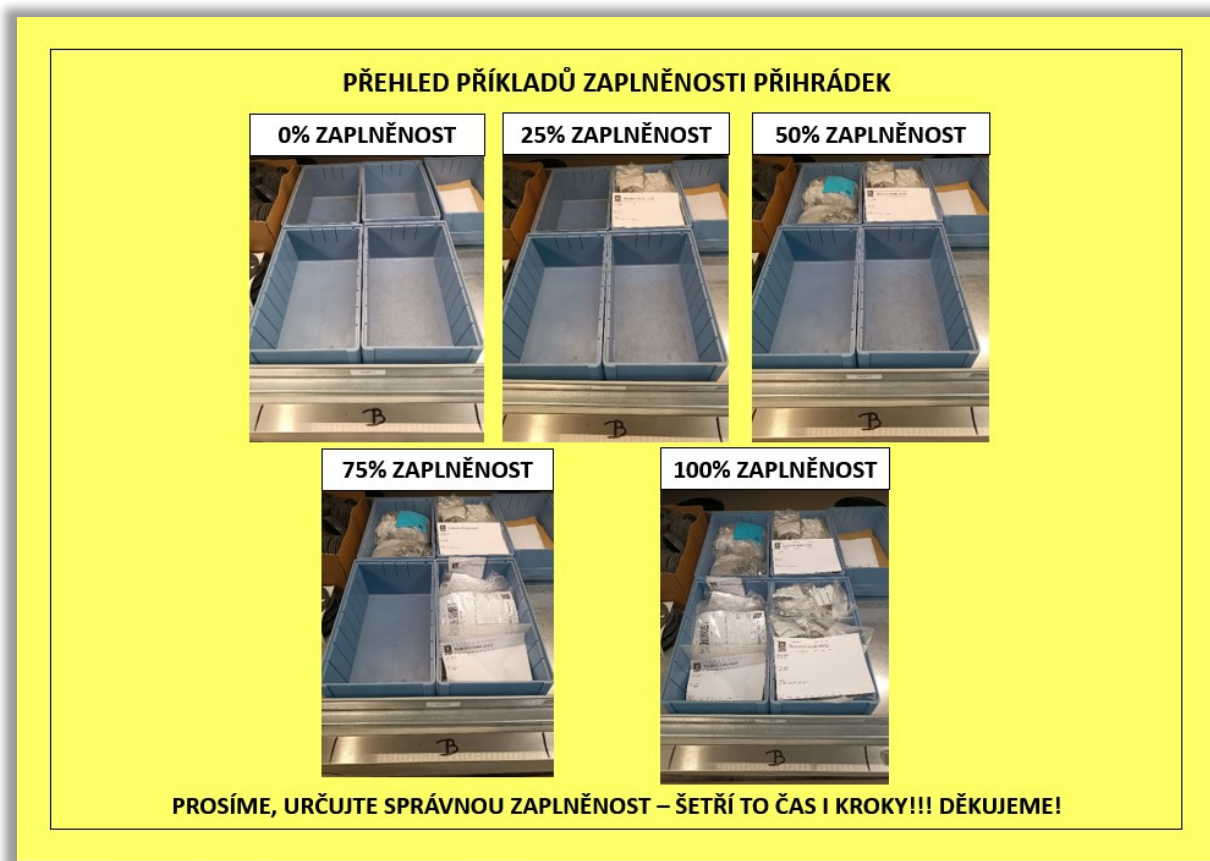 PŘEHLED PŘÍKLADŮ ZAPLNĚNOSTI PŘIHRÁDEK
0% ZAPLNĚNOST
25% ZAPLNĚNOST
50% ZAPLNĚNOST
B
B
B
75% ZAPLNĚNOST
100% ZAPLNĚNOST
B
B
PROSÍME, URČUJTE SPRÁVNOU ZAPLNĚNOST – ŠETŘÍ TO ČAS I KROKY!!! DĚKUJEME!